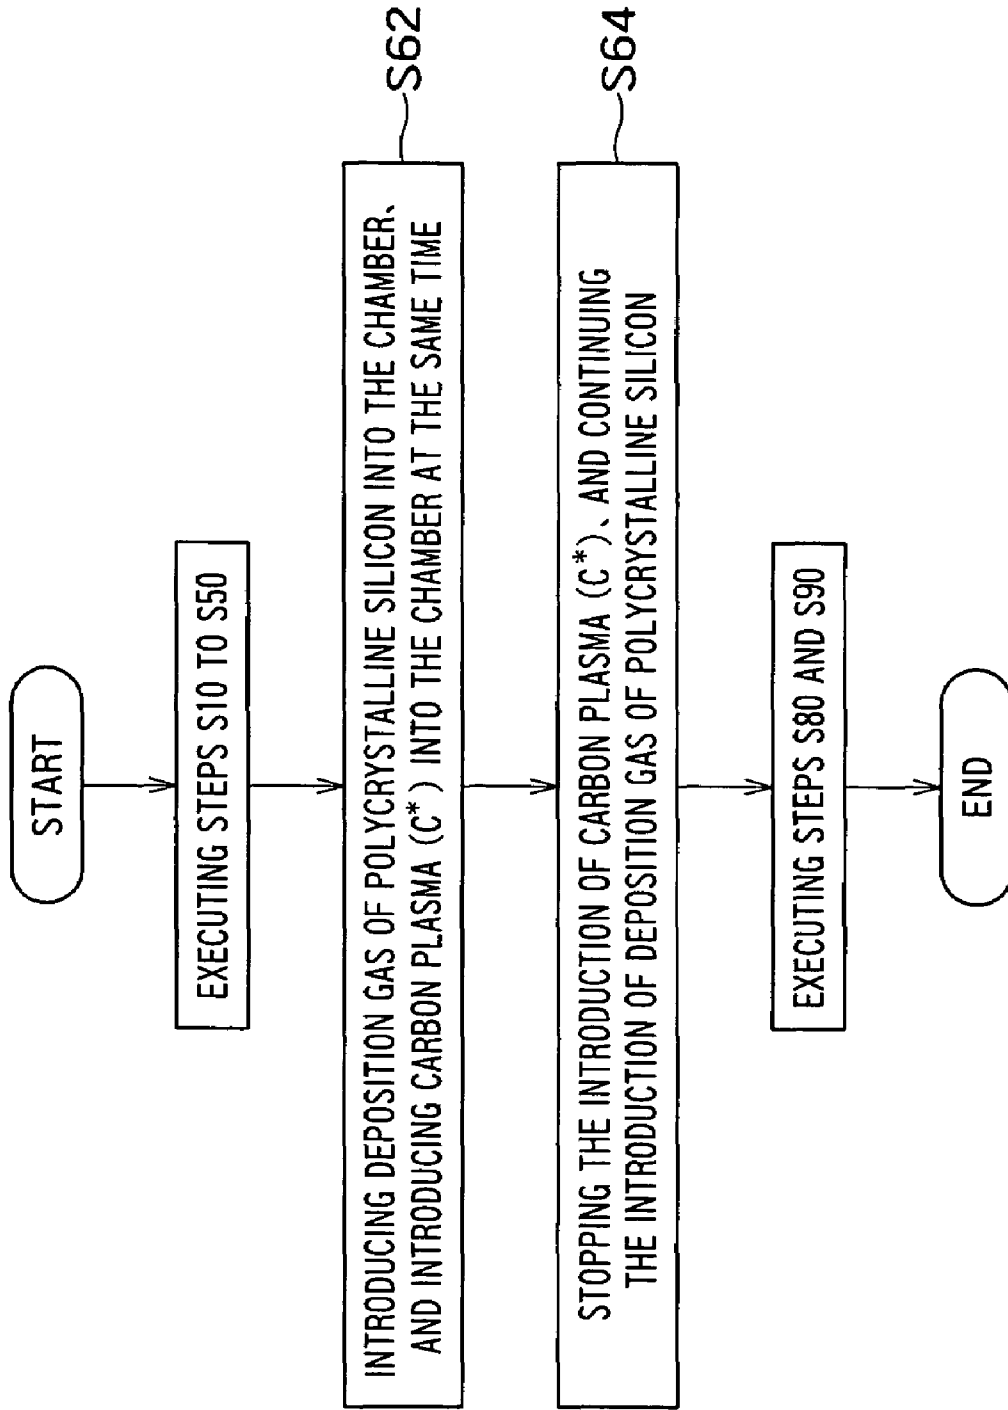 START
EXECUTING STEPS S10 TO S50
INTRODUCING DEPOSITION GAS OF POLYCRYSTALLINE SILICON INTO THE CHAMBER、
AND INTRODUCING CARBON PLASMA (C*) INTO THE CHAMBER AT THE SAME TIME
S62
STOPPING THE INTRODUCTION OF CARBON PLASMA (C*)、AND CONTINUING
THE INTRODUCTION OF DEPOSITION GAS OF POLYCRYSTALLINE SILICON
S64
EXECUTING STEPS S80 AND S90
END